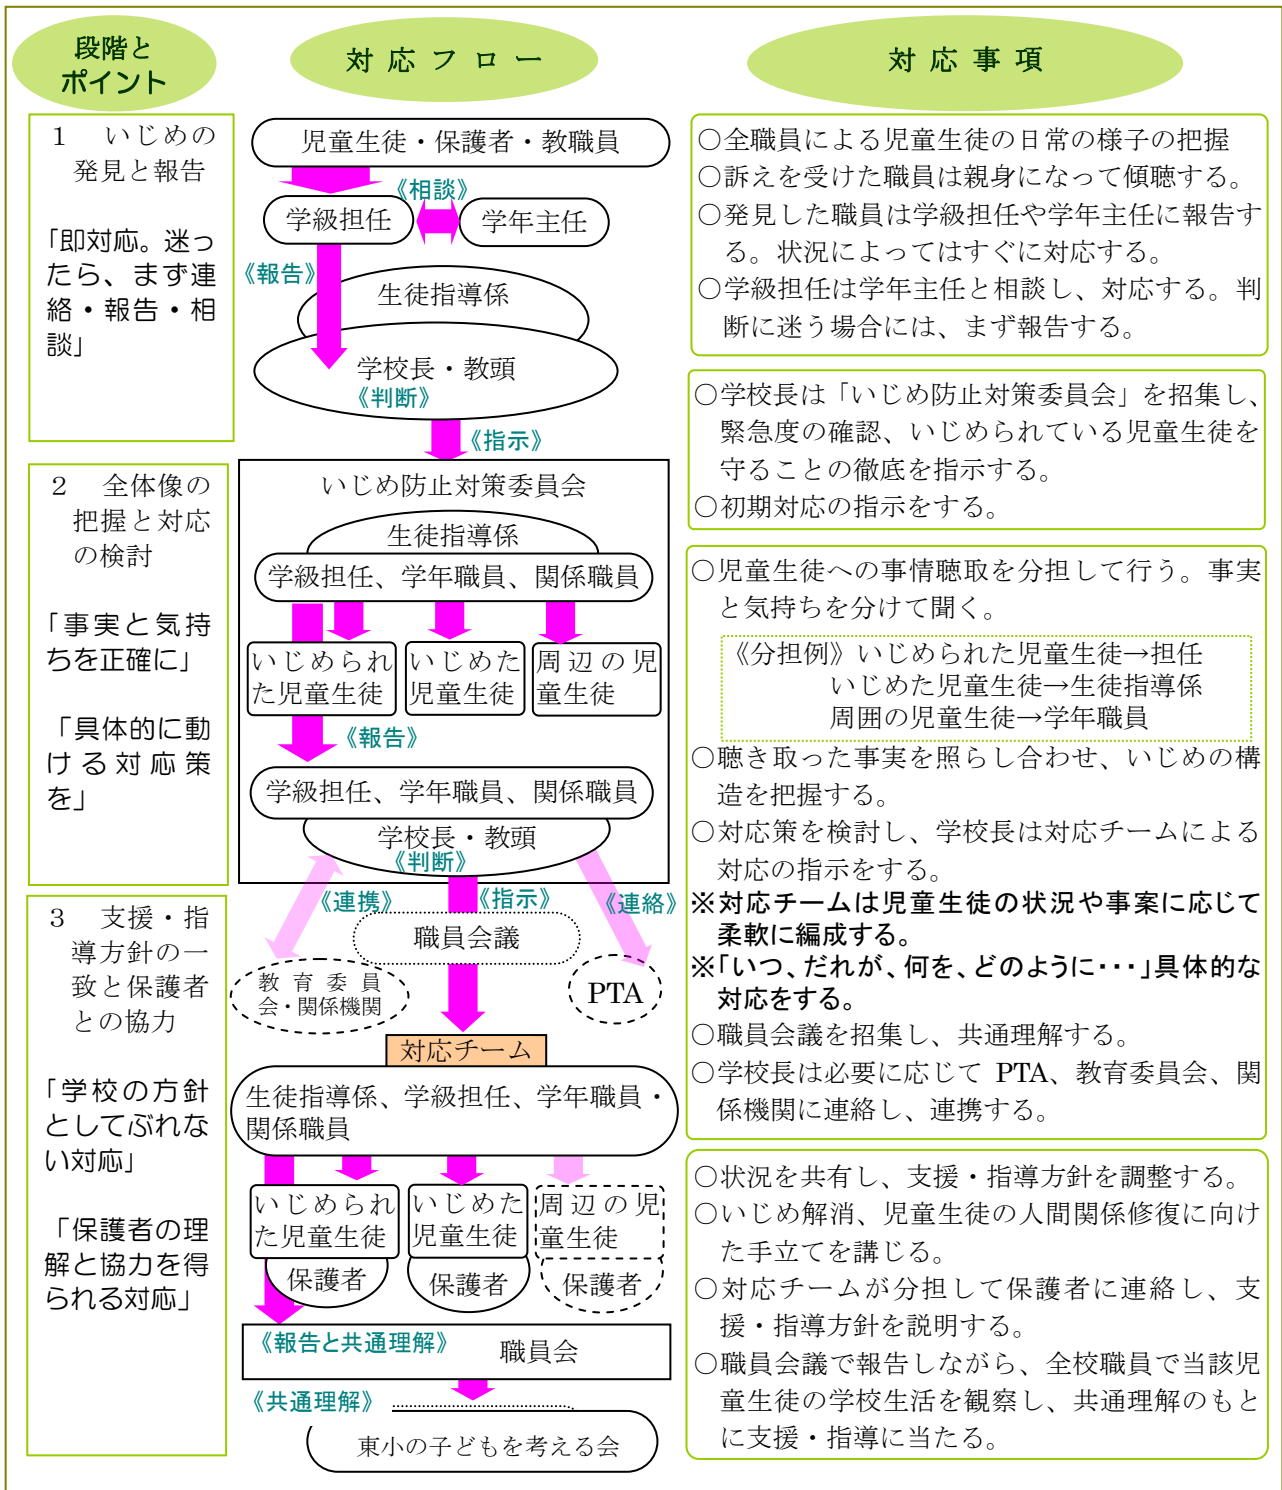 段階と
ポイント
対応フロー
対応事項
1　いじめの
発見と報告
「即対応。迷っ
たら、まず連
絡・報告・相
談」
児童生徒・保護者・教職員
《相談》
学級担任
学年主任
《報告》
生徒指導係
学校長・教頭
《判断》
《指示》
○全職員による児童生徒の日常の様子の把握
○訴えを受けた職員は親身になって傾聴する。
○発見した職員は学級担任や学年主任に報告す
る。状況によってはすぐに対応する。
○学級担任は学年主任と相談し、対応する。判
断に迷う場合には、まず報告する。
○学校長は「いじめ防止対策委員会」を招集し、
緊急度の確認、いじめられている児童生徒を
守ることの徹底を指示する。
○初期対応の指示をする。
2　全体像の
把握と対応
の検討
「事実と気持
ちを正確に」
「具体的に動
ける対応策
を」
いじめ防止対策委員会
生徒指導係
学級担任、学年職員、関係職員
いじめられ
た児童生徒
いじめた
児童生徒
周辺の児
童生徒
《報告》
学級担任、学年職員、関係職員
学校長・教頭
《判断》
《連携》
《指示》
《連絡》
職員会議
教育委員
会・関係機関
PTA
○児童生徒への事情聴取を分担して行う。事実
と気持ちを分けて聞く。
《分担例》いじめられた児童生徒→担任
いじめた児童生徒→生徒指導係
周囲の児童生徒→学年職員
○聴き取った事実を照らし合わせ、いじめの構
造を把握する。
○対応策を検討し、学校長は対応チームによる
対応の指示をする。
※対応チームは児童生徒の状況や事案に応じて
柔軟に編成する。
※「いつ、だれが、何を、どのように・・・」具体的な
対応をする。
○職員会議を招集し、共通理解する。
○学校長は必要に応じて PTA、教育委員会、関
係機関に連絡し、連携する。
3　支援・指
導方針の一
致と保護者
との協力
「学校の方針
としてぶれな
い対応」
「保護者の理
解と協力を得
られる対応」
対応チーム
生徒指導係、学級担任、学年職員・
関係職員
いじめられ
た児童生徒
いじめた
児童生徒
周辺の児
童生徒
保護者
保護者
保護者
《報告と共通理解》
職員会
《共通理解》
東小の子どもを考える会
○状況を共有し、支援・指導方針を調整する。
○いじめ解消、児童生徒の人間関係修復に向け
た手立てを講じる。
○対応チームが分担して保護者に連絡し、支
援・指導方針を説明する。
○職員会議で報告しながら、全校職員で当該児
童生徒の学校生活を観察し、共通理解のもと
に支援・指導に当たる。